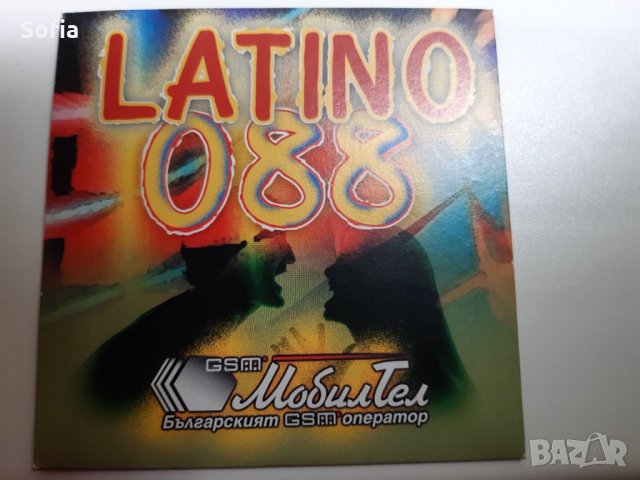 Sofia
LATINO
088
GSM
МобилТел
Българският GSM оператор
BAZAR